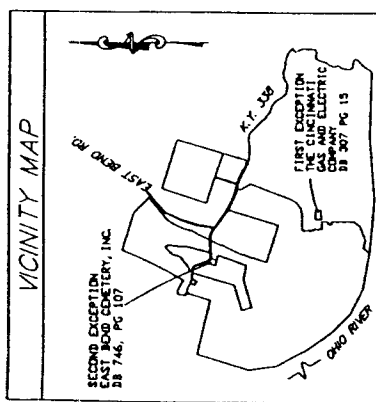 VICINITY MAP
SECOND EXCEPTION
EAST BEND CEMETERY, INC.
DB 746, PG 107
EAST BEND RD.
K.Y. 338
FIRST EXCEPTION
THE CINCINNATI
GAS AND ELECTRIC
COMPANY
DB 307 PG 15
OHIO RIVER